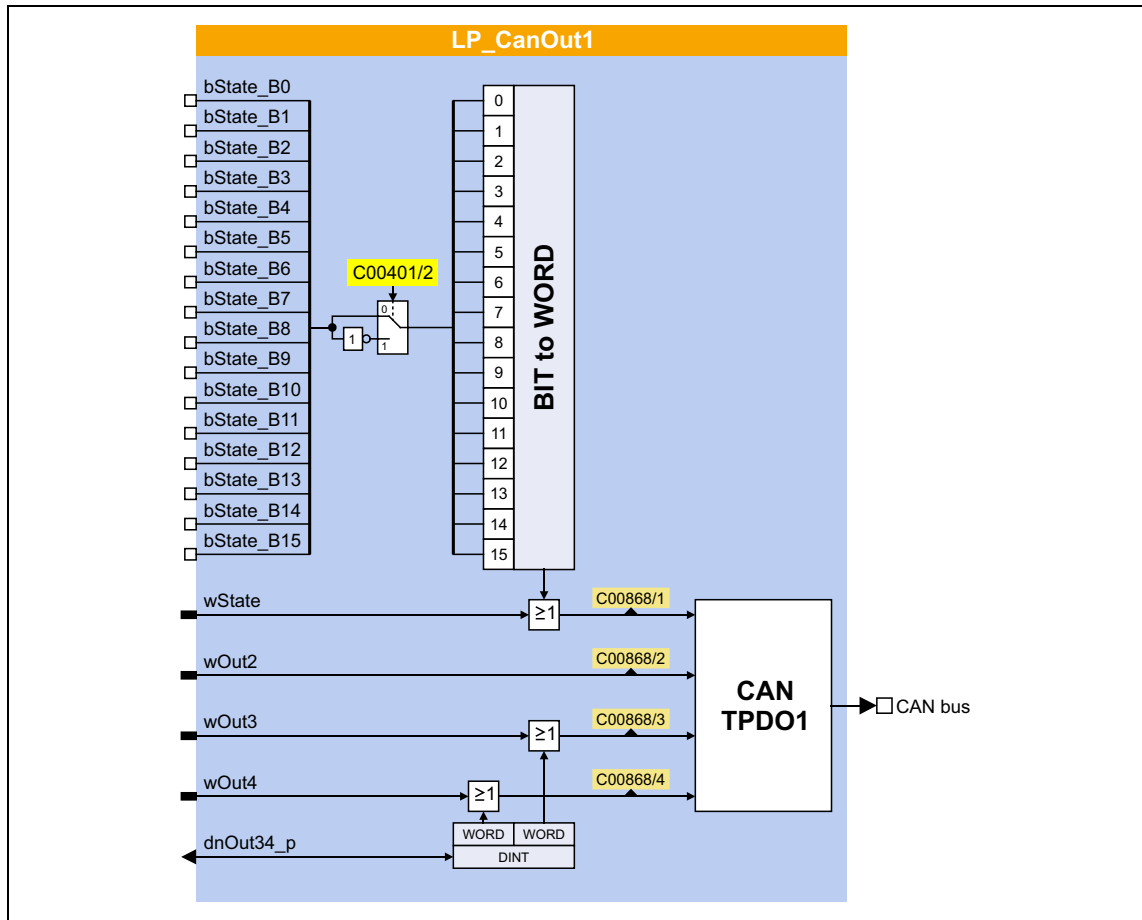 LP_CanOut1
bState_B0
bState_B1
bState_B2
bState_B3
bState_B4
bState_B5
bState_B6
bState_B7
bState_B8
bState_B9
bState_B10
bState_B11
bState_B12
bState_B13
bState_B14
bState_B15
C00401/2
0
1
1
0
1
2
3
4
5
6
7
8
9
10
11
12
13
14
15
BIT to WORD
wState
≥1
C00868/1
wOut2
C00868/2
wOut3
≥1
C00868/3
wOut4
≥1
C00868/4
dnOut34_p
WORD WORD
DINT
CAN
TPDO1
CAN bus